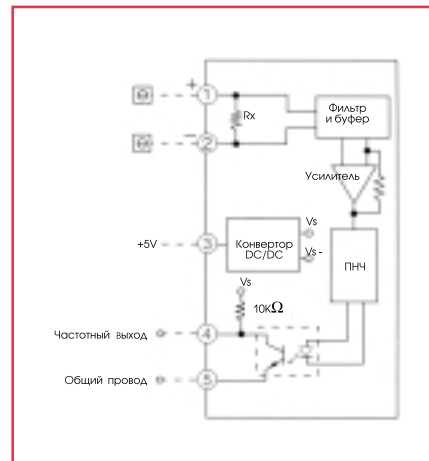 +
1
Rx
Фильтр
и буфер
−
2
Усилитель
Vs
+5V
3
Конвертор
DC/DC
Vs -
ПНЧ
Vs
10KΩ
Частотный выход
4
Общий провод
5